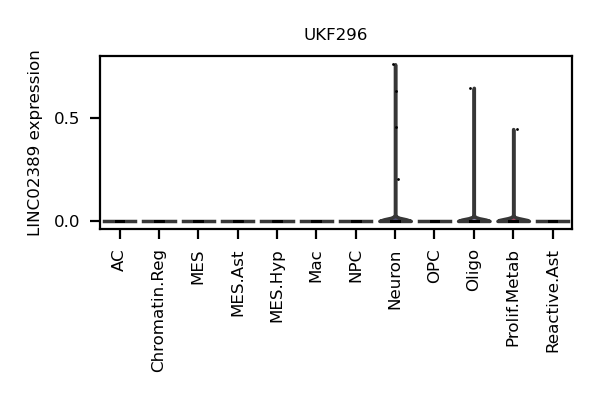 UKF296
LINC02389 expression
0.5
0.0
AC
Chromatin.Reg
MES
MES.Ast
MES.Hyp
Mac
NPC
Neuron
OPC
Oligo
Prolif.Metab
Reactive.Ast